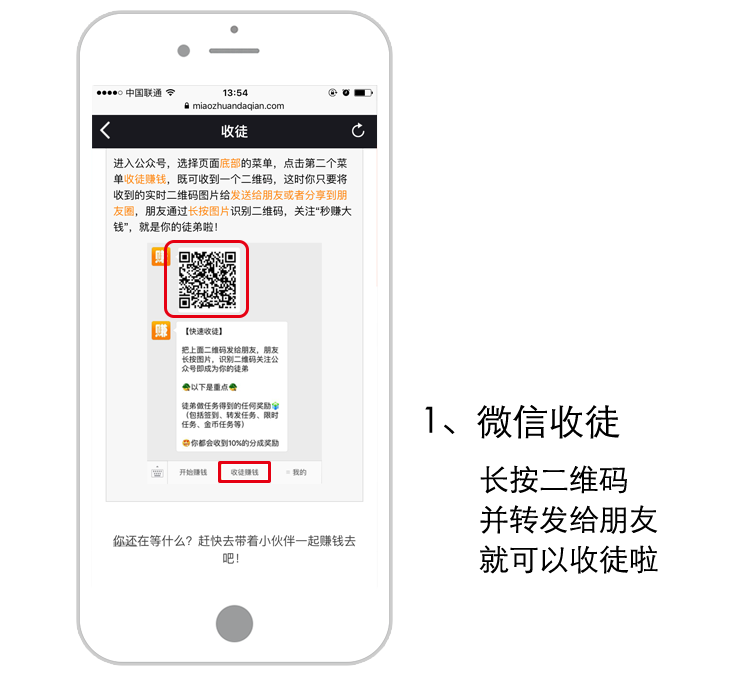 中国联通
13:54
miaozhuandaqian.com
收徒
进入公众号，选择页面底部的菜单，点击第二个菜
单收徒赚钱，既可收到一个二维码，这时你只要将
收到的实时二维码图片给发送给朋友或者分享到朋
友圈，朋友通过长按图片识别二维码，关注“秒赚大
钱”，就是你的徒弟啦！
赚
赚
【快速收徒】
把上面二维码发给朋友，朋友
长按图片，识别二维码关注公
众号即成为你的徒弟
以下是重点
徒弟做任务得到的任何奖励
（包括签到、转发任务、限时
任务、金币任务等）
你都会收到10%的分成奖励
开始赚钱
收徒赚钱
我的
你还在等什么？赶快去带着小伙伴一起赚钱去
吧！
1、微信收徒
长按二维码
并转发给朋友
就可以收徒啦